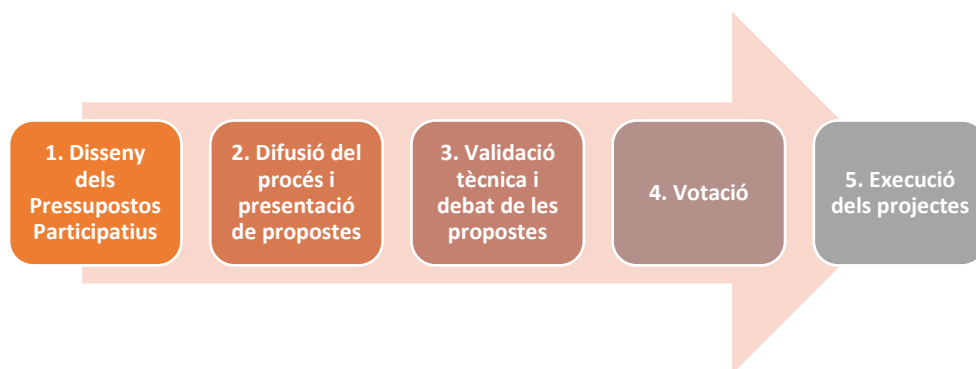 1. Disseny
dels
Pressupostos
Participatius
2. Difusió del
procés i
presentació
de propostes
3. Validació
tècnica i
debat de les
propostes
4. Votació
5. Execució
dels projectes